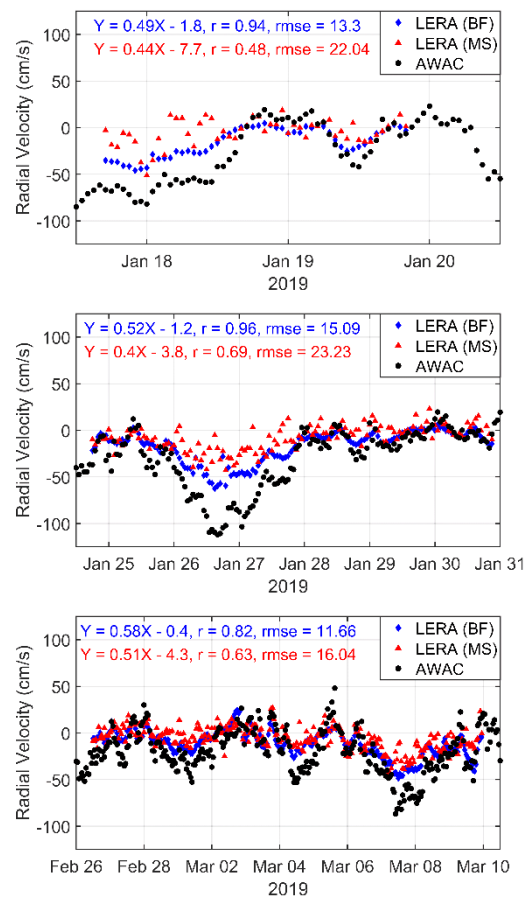 Y = 0.49X - 1.8, r = 0.94, rmse = 13.3
Y = 0.44X - 7.7, r = 0.48, rmse = 22.04
LERA (BF)
LERA (MS)
AWAC
Radial Velocity (cm/s)
100
50
0
-50
-100
Jan 18
Jan 19
Jan 20
2019
Y = 0.52X - 1.2, r = 0.96, rmse = 15.09
Y = 0.4X - 3.8, r = 0.69, rmse = 23.23
LERA (BF)
LERA (MS)
AWAC
Radial Velocity (cm/s)
100
50
0
-50
-100
Jan 25
Jan 26
Jan 27
Jan 28
Jan 29
Jan 30
Jan 31
2019
Y = 0.58X - 0.4, r = 0.82, rmse = 11.66
Y = 0.51X - 4.3, r = 0.63, rmse = 16.04
LERA (BF)
LERA (MS)
AWAC
Radial Velocity (cm/s)
100
50
0
-50
-100
Feb 26
Feb 28
Mar 02
Mar 04
Mar 06
Mar 08
Mar 10
2019